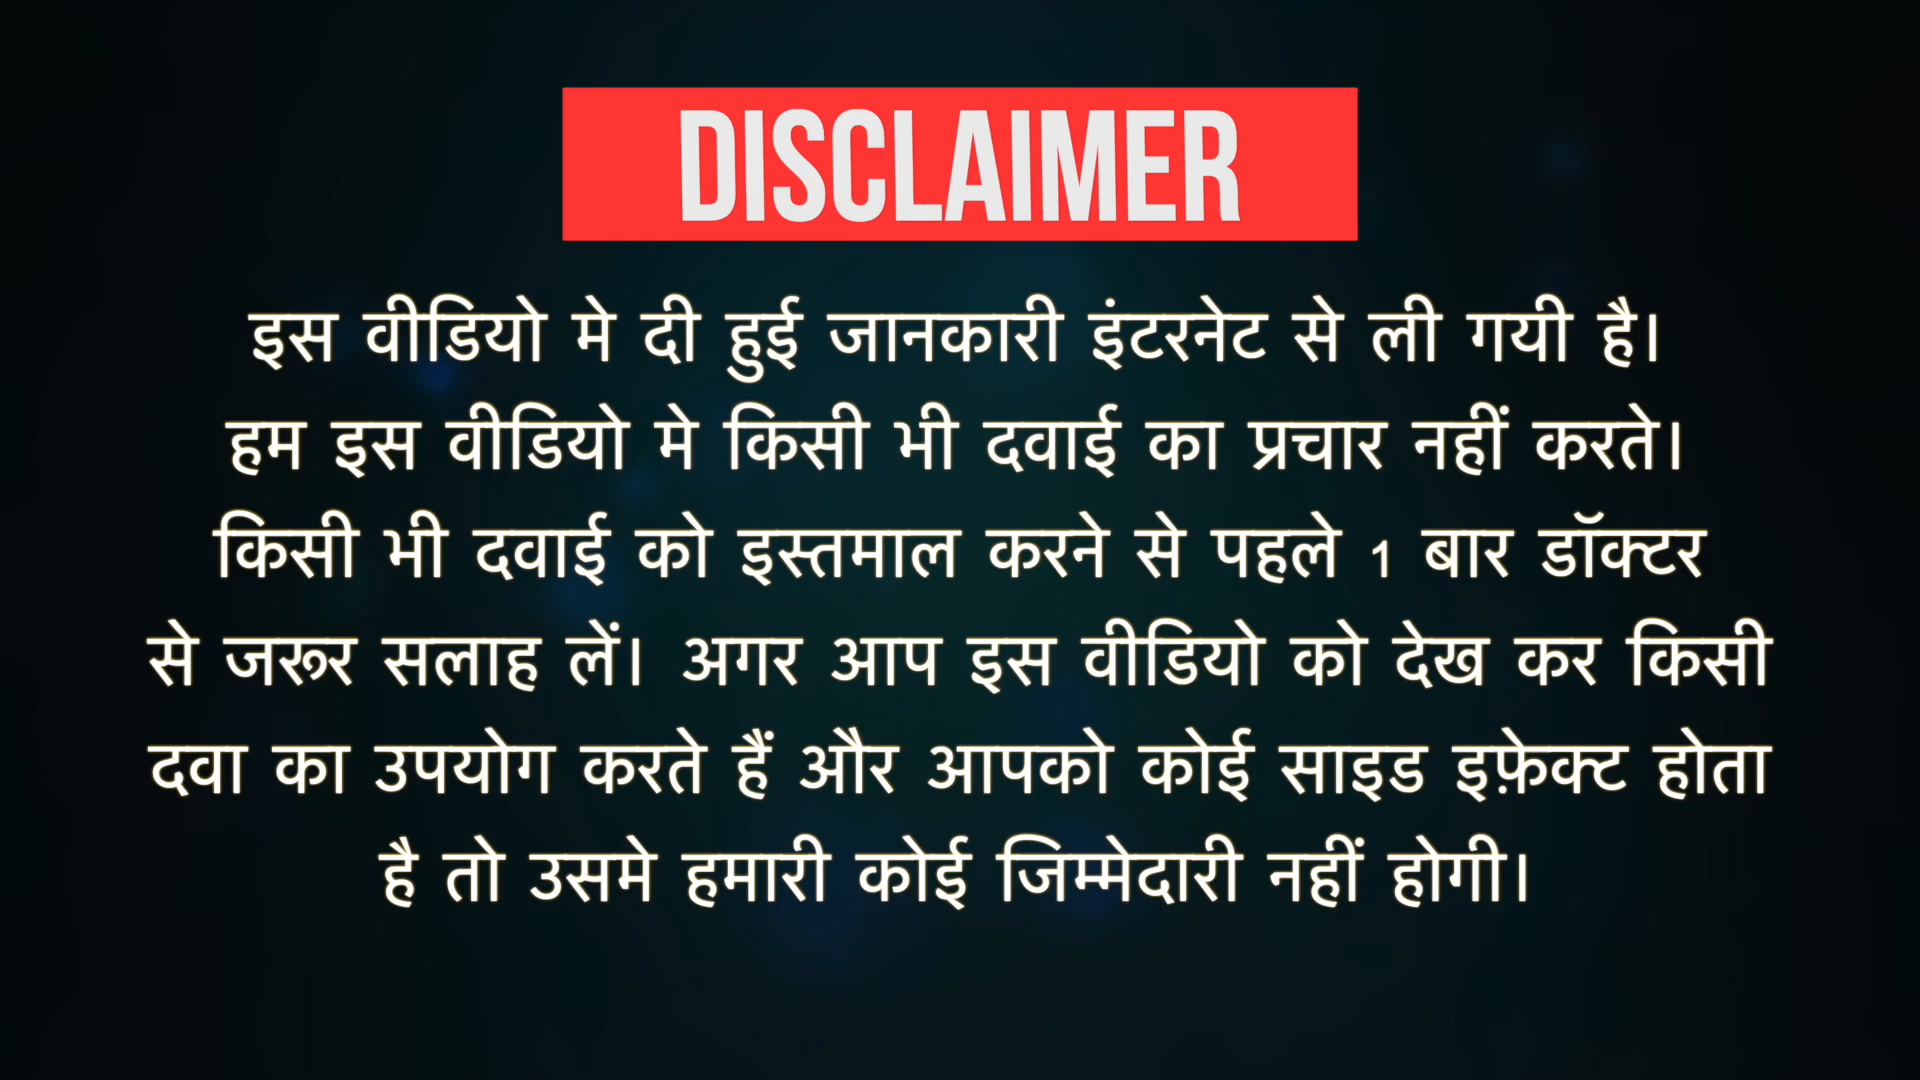 DISCLAIMER
इस वीडियो मे दी हुई जानकारी इंटरनेट से ली गयी है।
हम इस वीडियो मे किसी भी दवाई का प्रचार नहीं करते।
किसी भी दवाई को इस्तमाल करने से पहले 1 बार डॉक्टर
से जरूर सलाह लें। अगर आप इस वीडियो को देख कर किसी
दवा का उपयोग करते हैं और आपको कोई साइड इफ़ेक्ट होता
है तो उसमे हमारी कोई जिम्मेदारी नहीं होगी।